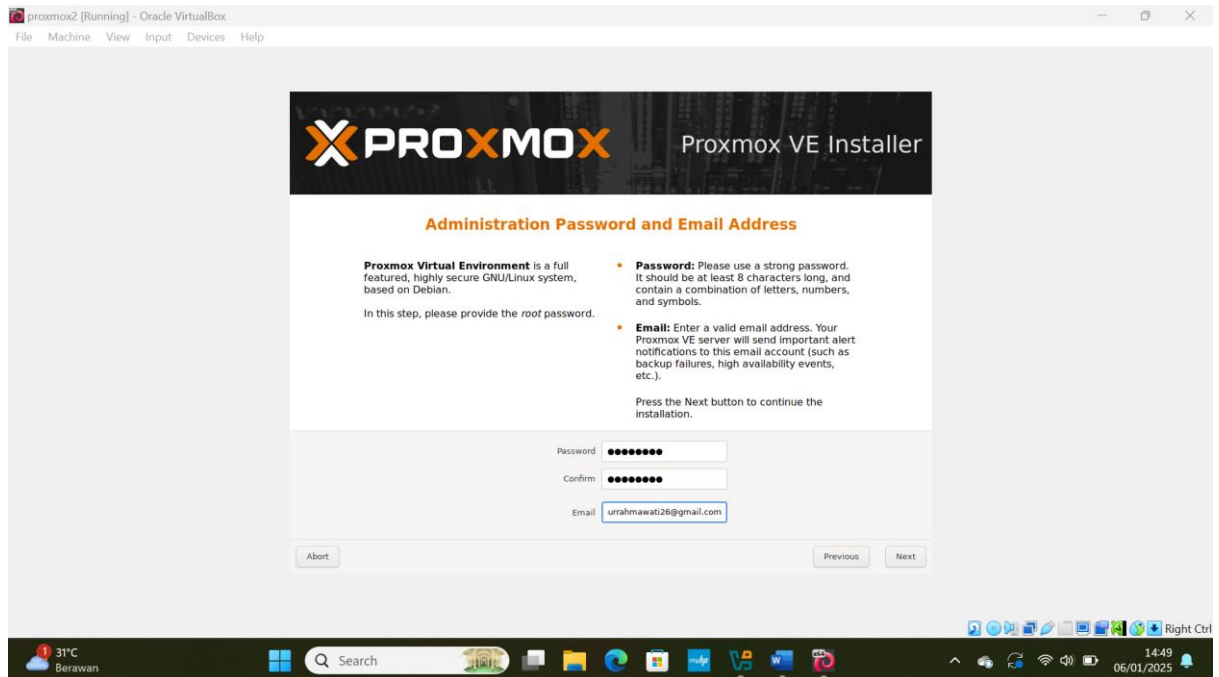 proxmox2 [Running] - Oracle VirtualBox
File Machine View Input Devices Help
PROXMOX
Proxmox VE Installer
Administration Password and Email Address
Proxmox Virtual Environment is a full
featured, highly secure GNU/Linux system,
based on Debian.
In this step, please provide the root password.
• Password: Please use a strong password.
It should be at least 8 characters long, and
contain a combination of letters, numbers,
and symbols.
• Email: Enter a valid email address. Your
Proxmox VE server will send important alert
notifications to this email account (such as
backup failures, high availability events,
etc.).
Press the Next button to continue the
installation.
Password ●●●●●●●●
Confirm ●●●●●●●●
Email urrahmawati26@gmail.com
Abort
Previous
Next
Right Ctrl
1
31°C
Berawan
Search
myhp
W
14:49
06/01/2025